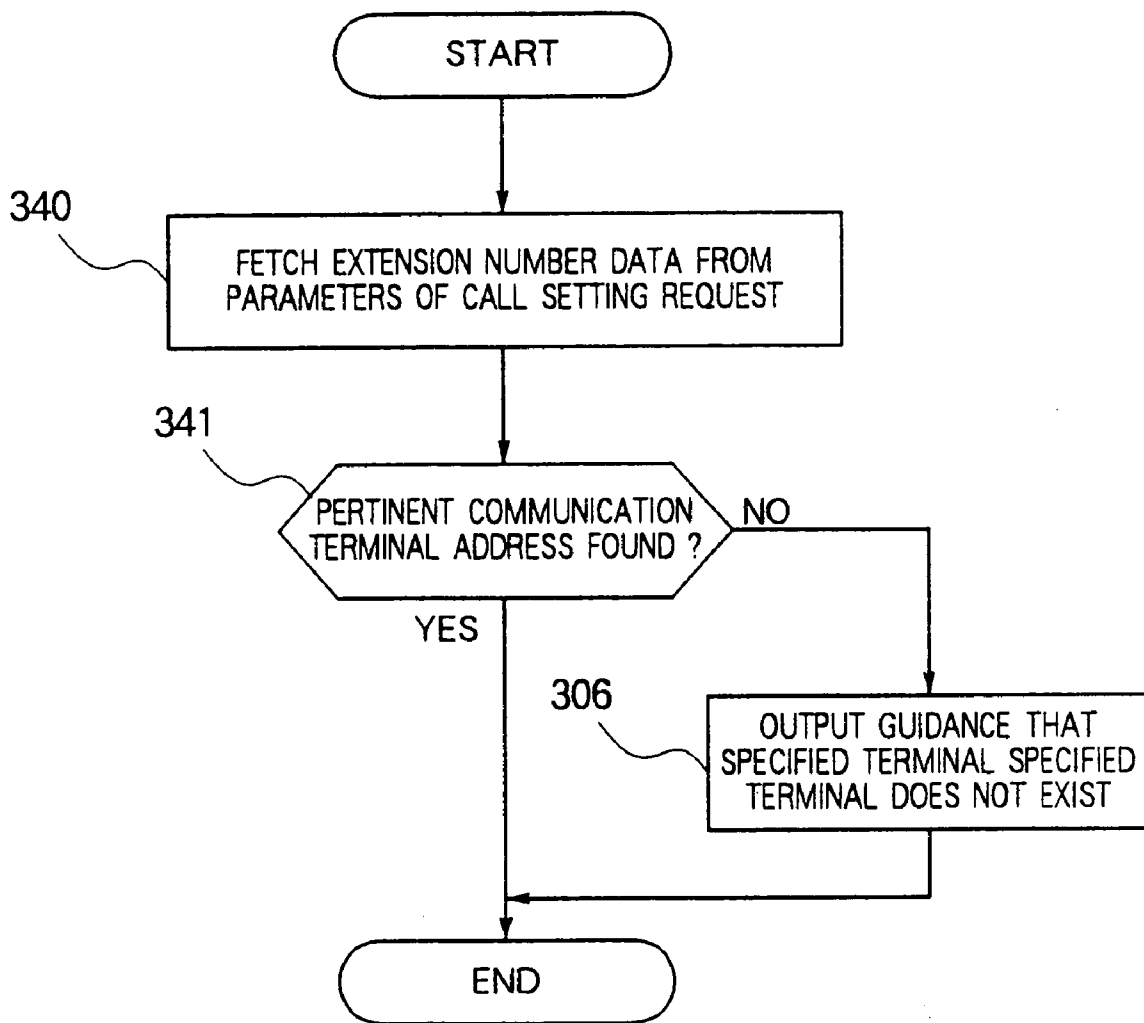 START
340
FETCH EXTENSION NUMBER DATA FROM
PARAMETERS OF CALL SETTING REQUEST
341
PERTINENT COMMUNICATION
TERMINAL ADDRESS FOUND ?
NO
YES
306
OUTPUT GUIDANCE THAT
SPECIFIED TERMINAL SPECIFIED
TERMINAL DOES NOT EXIST
END